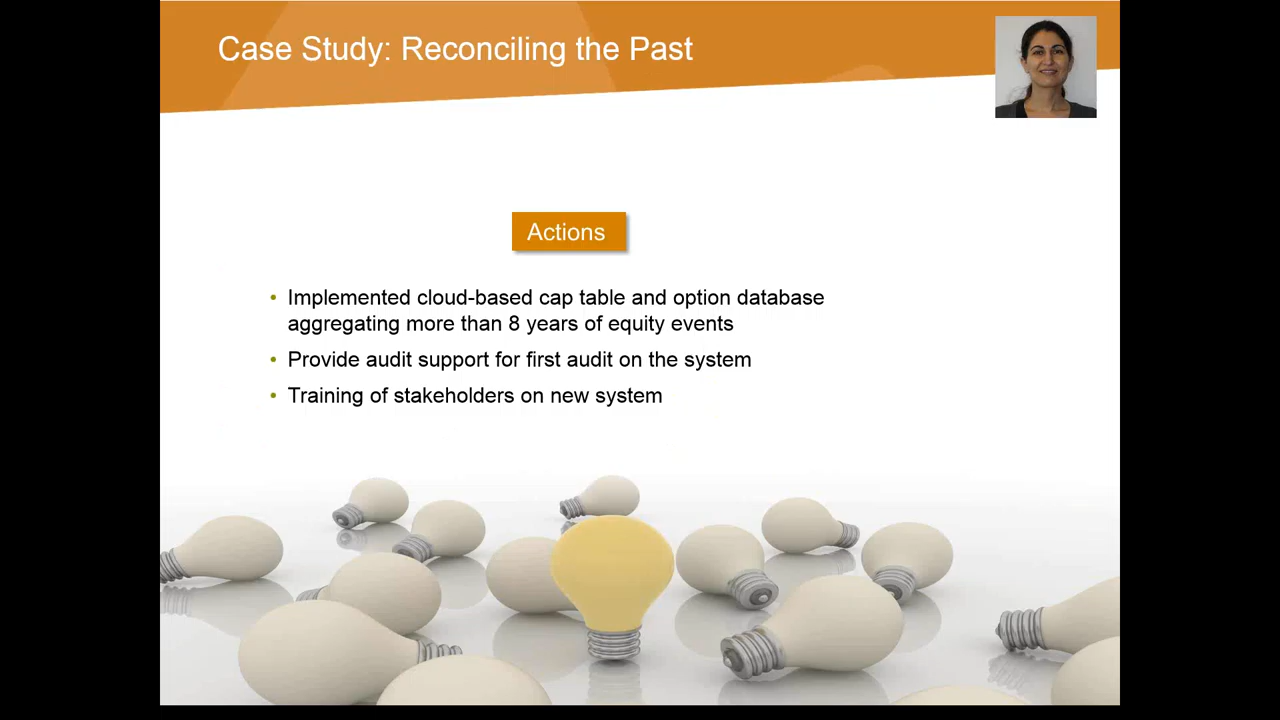 Case Study: Reconciling the Past
Actions
• Implemented cloud-based cap table and option database
aggregating more than 8 years of equity events
• Provide audit support for first audit on the system
• Training of stakeholders on new system